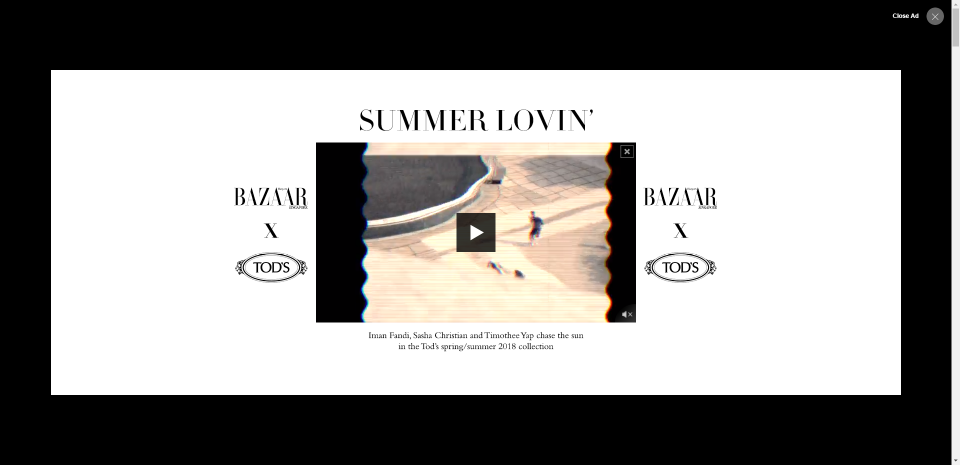 Close Ad
SUMMER LOVIN'
BAZAAR
SINGAPORE
X
TOD'S
BAZAAR
SINGAPORE
X
TOD'S
Iman Fandi, Sasha Christian and Timothee Yap chase the sun
in the Tod's spring/summer 2018 collection